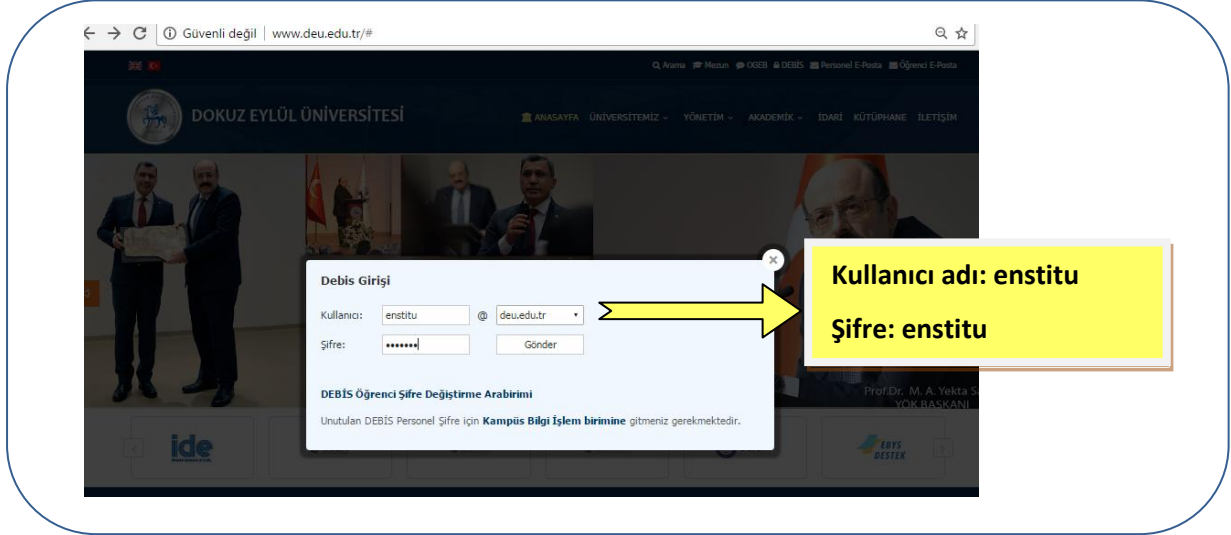 Güvenli değil | www.deu.edu.tr/#
Arama Mezun OGEB DEBİS Personel E-Posta Öğrenci E-Posta
DOKUZ EYLÜL ÜNİVERSİTESİ
ANASAYFA ÜNİVERSİTEMİZ YÖNETİM AKADEMİK İDARİ KÜTÜPHANE İLETİŞİM
Debis Girişi
Kullanıcı: enstitu @ deu.edu.tr
Şifre: ••••••• Gönder
DEBİS Öğrenci Şifre Değiştirme Arabirimi
Unutulan DEBİS Personel Şifre için Kampüs Bilgi İşlem birimine gitmeniz gerekmektedir.
Kullanıcı adı: enstitu
Şifre: enstitu
Prof.Dr. M. A. Yekta
YÖK BAŞKANI
ide
EBYS
DESTEK